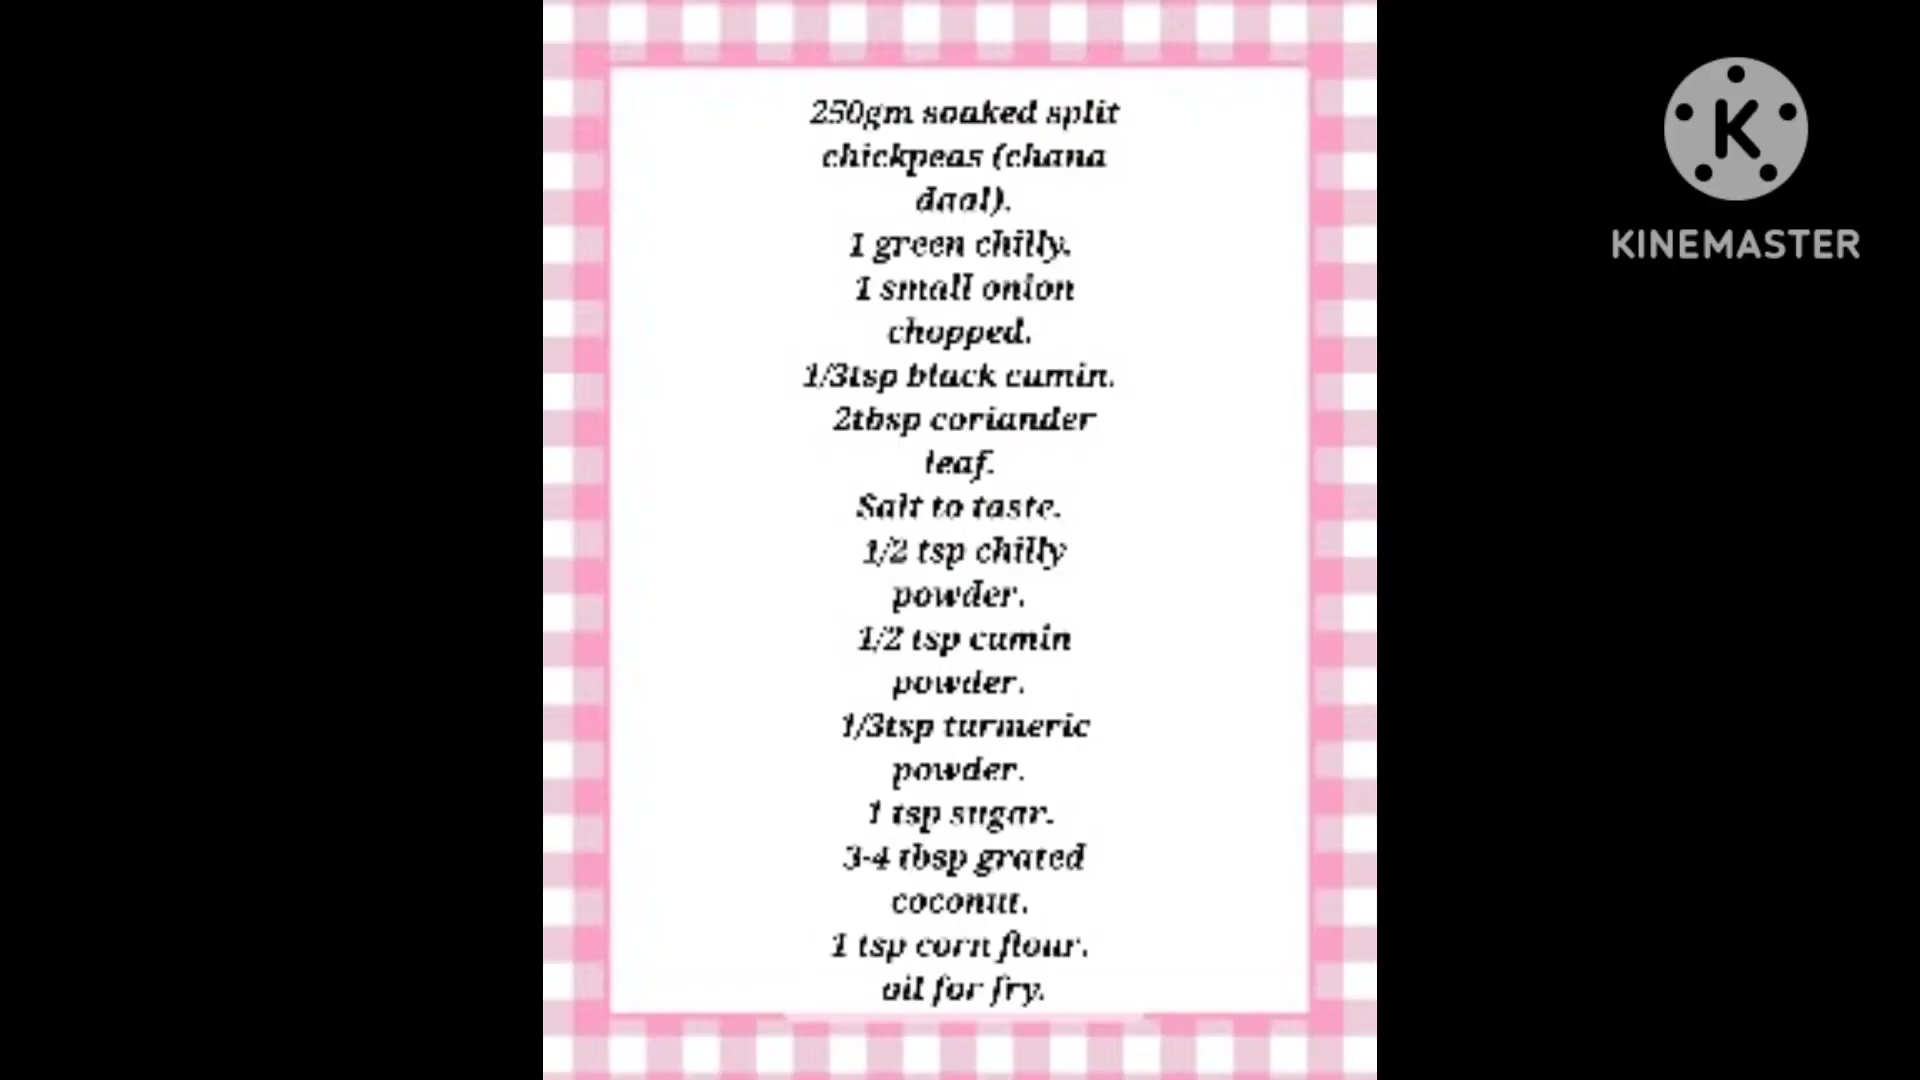 250gm soaked split
chickpeas (chana
daal).
1 green chilly.
1 small onion
chopped.
1/3tsp black cumin.
2tbsp coriander
leaf.
Salt to taste.
1/2 tsp chilly
powder.
1/2 tsp cumin
powder.
1/3tsp turmeric
powder.
1 tsp sugar.
3-4 tbsp grated
coconut.
1 tsp corn flour.
oil for fry.
K
KINEMASTER